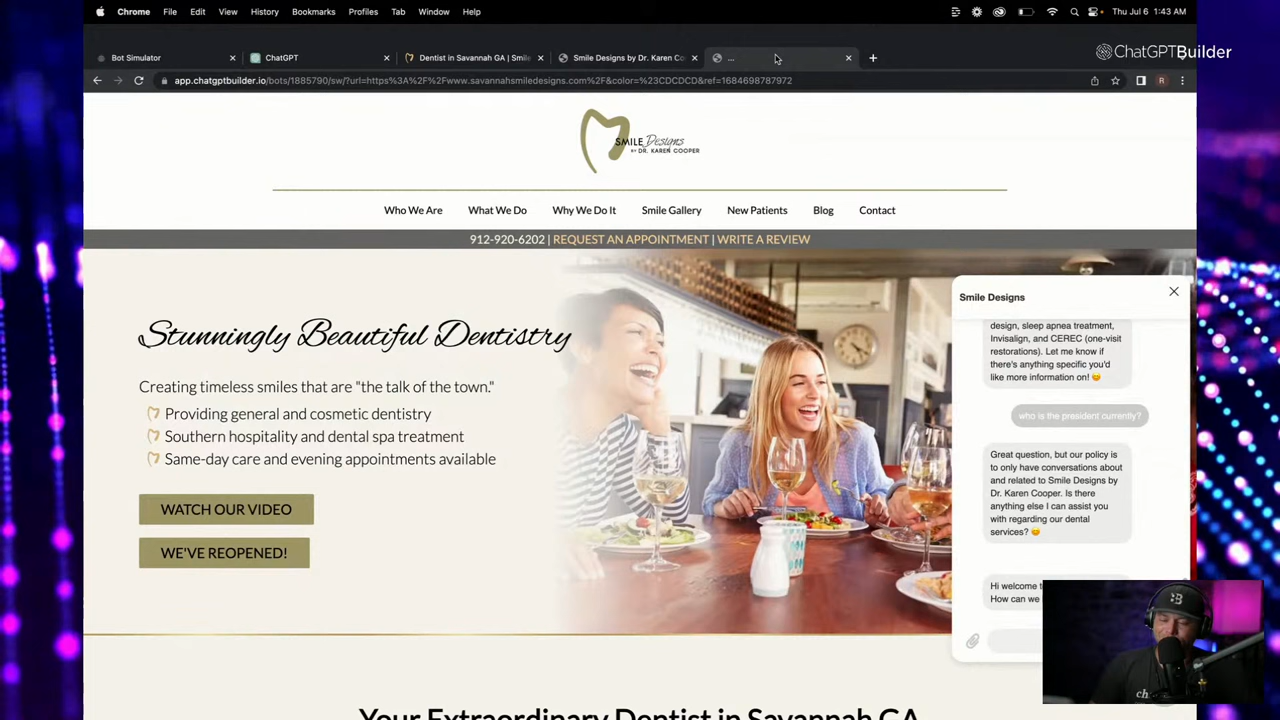 Chrome File Edit View History Bookmarks Profiles Tab Window Help Thu Jul 6 1:43 AM
Bot Simulator ChatGPT Dentist in Savannah GA | Smile Smile Designs by Dr. Karen Co ...
ChatGPTBuilder
app.chatgptbuilder.io/bots/1885790/sw/?url=https%3A%2F%2Fwww.savannahsmiledesigns.com%2F&color=%23CDCDCD&ref=1684698787972
SMILE Designs
BY DR. KAREN COOPER
Who We Are What We Do Why We Do It Smile Gallery New Patients Blog Contact
912-920-6202 | REQUEST AN APPOINTMENT | WRITE A REVIEW
Stunningly Beautiful Dentistry
Creating timeless smiles that are "the talk of the town."
Providing general and cosmetic dentistry
Southern hospitality and dental spa treatment
Same-day care and evening appointments available
WATCH OUR VIDEO
WE'VE REOPENED!
Your Extraordinary Dentist in Savannah GA
Smile Designs
design, sleep apnea treatment,
Invisalign, and CEREC (one-visit
restorations). Let me know if
there's anything specific you'd
like more information on! 😊
who is the president currently?
Great question, but our policy is
to only have conversations about
and related to Smile Designs by
Dr. Karen Cooper. Is there
anything else I can assist you
with regarding our dental
services? 😊
Hi welcome
How can we